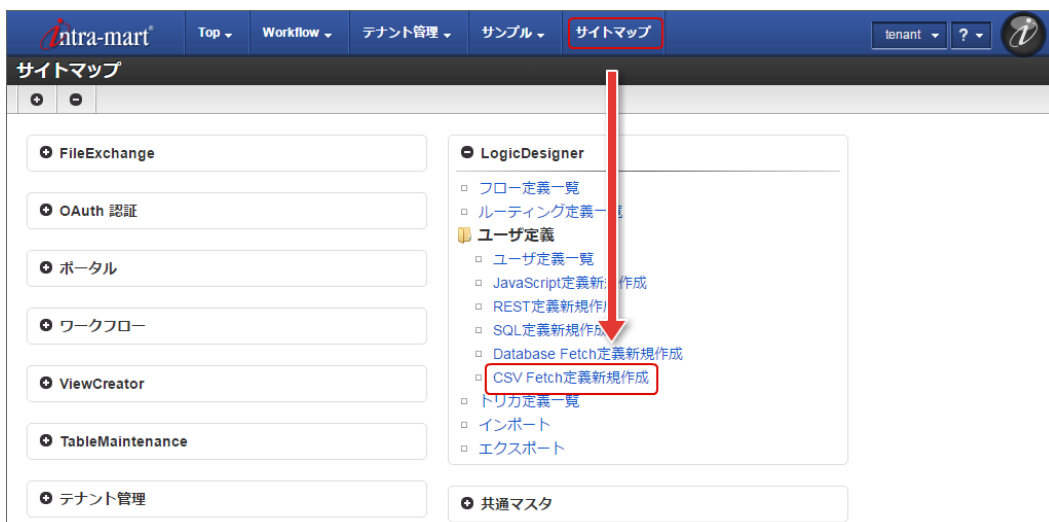 intra-mart® Top Workflow テナント管理 サンプル サイトマップ tenant ?
サイトマップ
FileExchange
OAuth 認証
ポータル
ワークフロー
ViewCreator
TableMaintenance
テナント管理
LogicDesigner
フロー定義一覧
ルーティング定義一覧
ユーザ定義
ユーザ定義一覧
JavaScript定義新規作成
REST定義新規作成
SQL定義新規作成
Database Fetch定義新規作成
CSV Fetch定義新規作成
トリガ定義一覧
インポート
エクスポート
共通マスタ